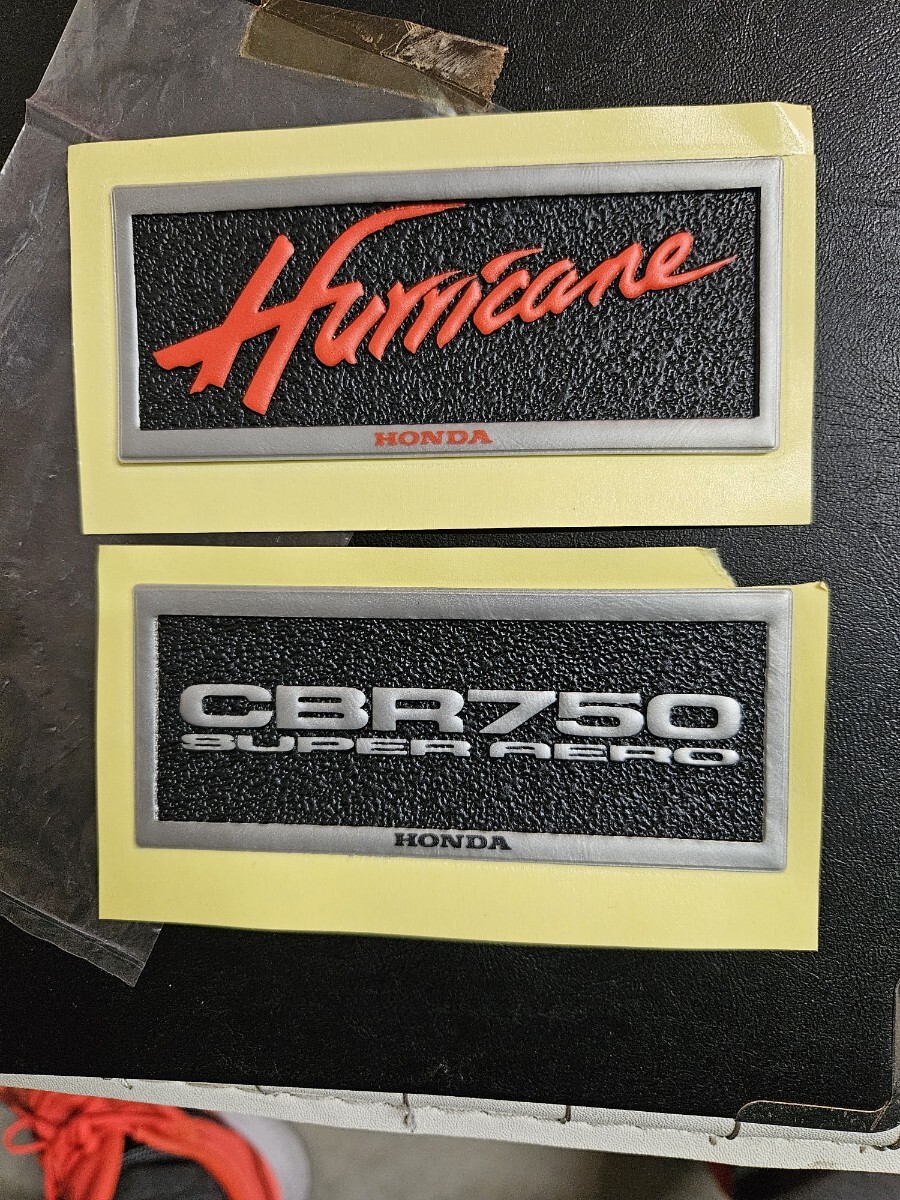 Hurricane
HONDA
CBR750
SUPER AERO
HONDA